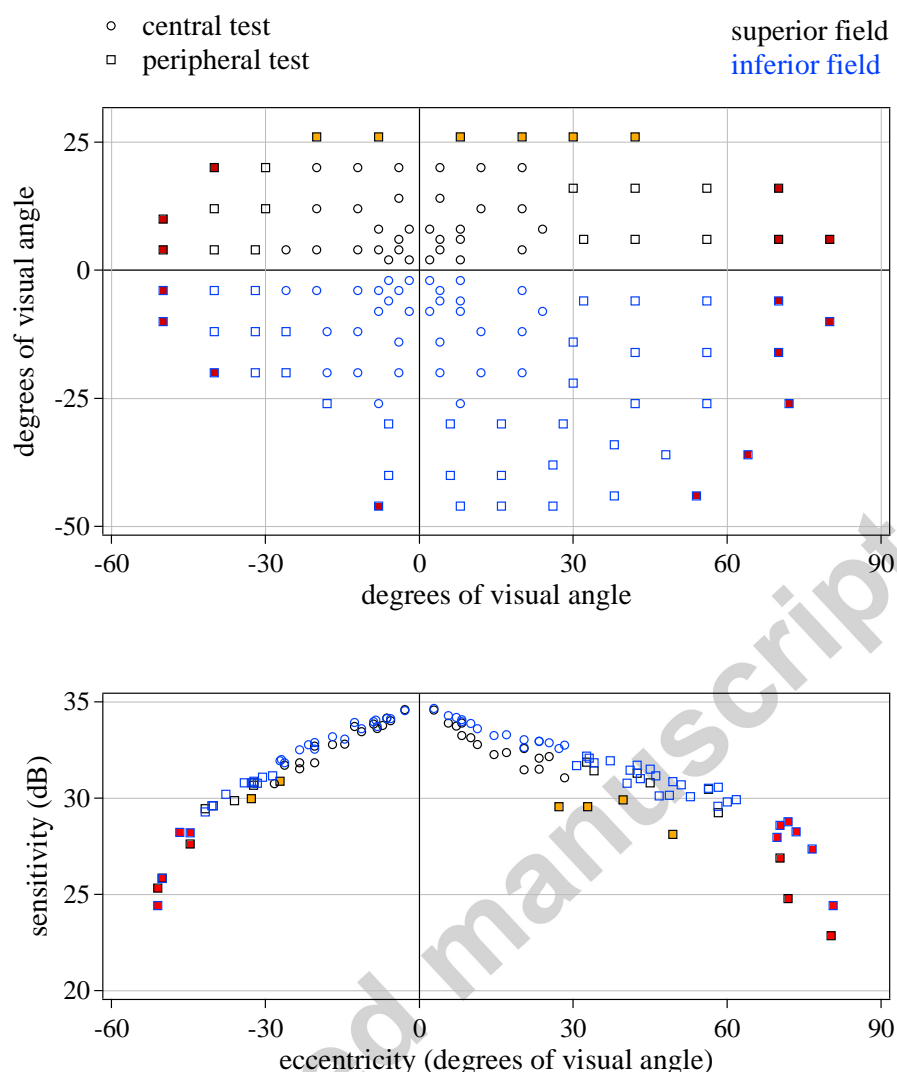 central test
peripheral test
superior field
inferior field
degrees of visual angle
25
0
-25
-50
-60
-30
0
30
60
90
degrees of visual angle
sensitivity (dB)
35
30
25
20
-60
-30
0
30
60
90
eccentricity (degrees of visual angle)
manuscript